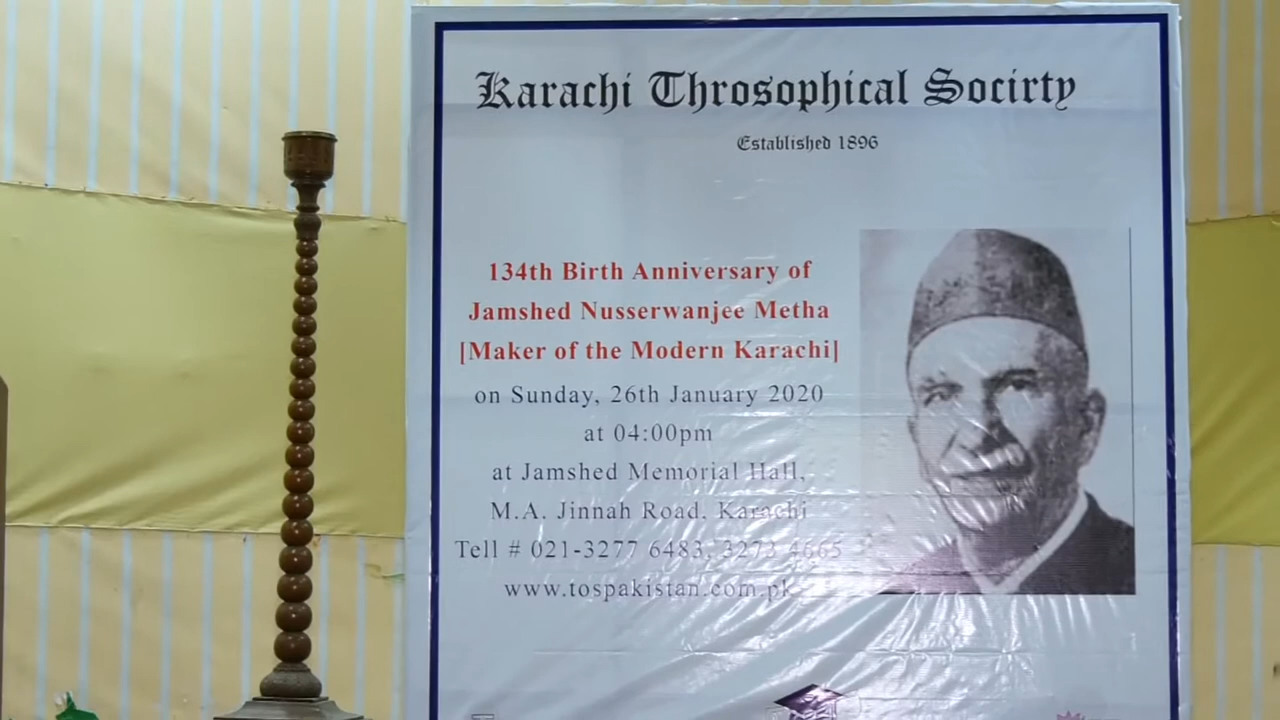 Karachi Throsophical Socirty
Established 1896
134th Birth Anniversary of
Jamshed Nusserwanjee Metha
[Maker of the Modern Karachi]
on Sunday, 26th January 2020
at 04:00pm
at Jamshed Memorial Hall,
M.A. Jinnah Road, Karachi
Tell # 021-3277 6483, 3273 4665
www.tospakistan.com.pk